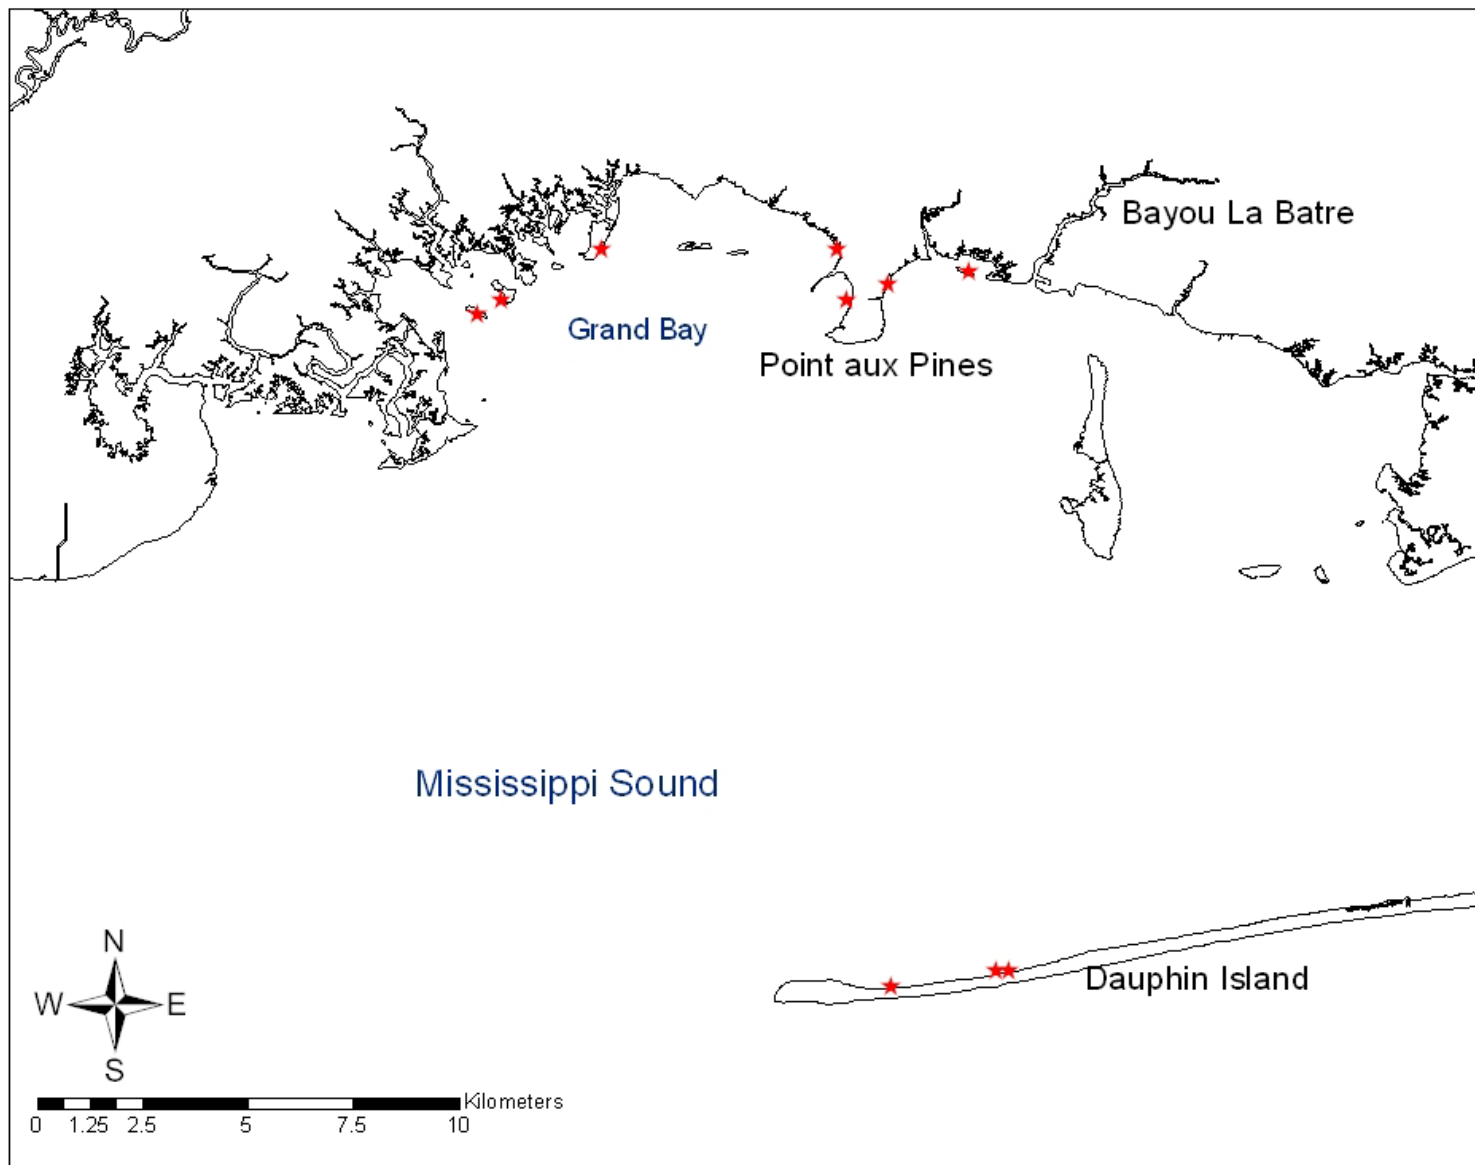 Bayou La Batre
Grand Bay
Point aux Pines
Mississippi Sound
Dauphin Island
N
W E
S
Kilometers
0 1.25 2.5 5 7.5 10